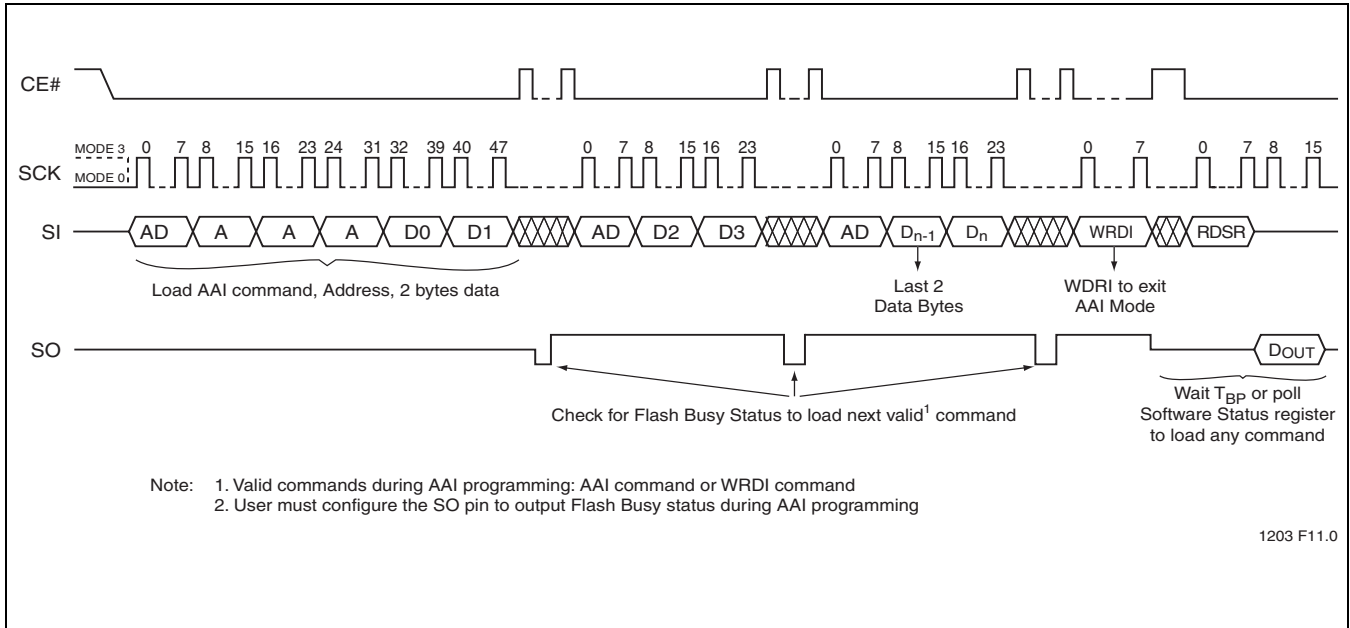 CE#
MODE 3
MODE 0
SCK
0 7 8 15 16 23 24 31 32 39 40 47 0 7 8 15 16 23 0 7 8 15 16 23 0 7 0 7 8 15
SI
AD A A A D0 D1 AD D2 D3 AD Dn-1 Dn WRDI RDSR
Load AAI command, Address, 2 bytes data
Last 2
Data Bytes
WDRI to exit
AAI Mode
SO
DOUT
Check for Flash Busy Status to load next valid1 command
Wait TBP or poll
Software Status register
to load any command
Note: 1. Valid commands during AAI programming: AAI command or WRDI command
2. User must configure the SO pin to output Flash Busy status during AAI programming
1203 F11.0